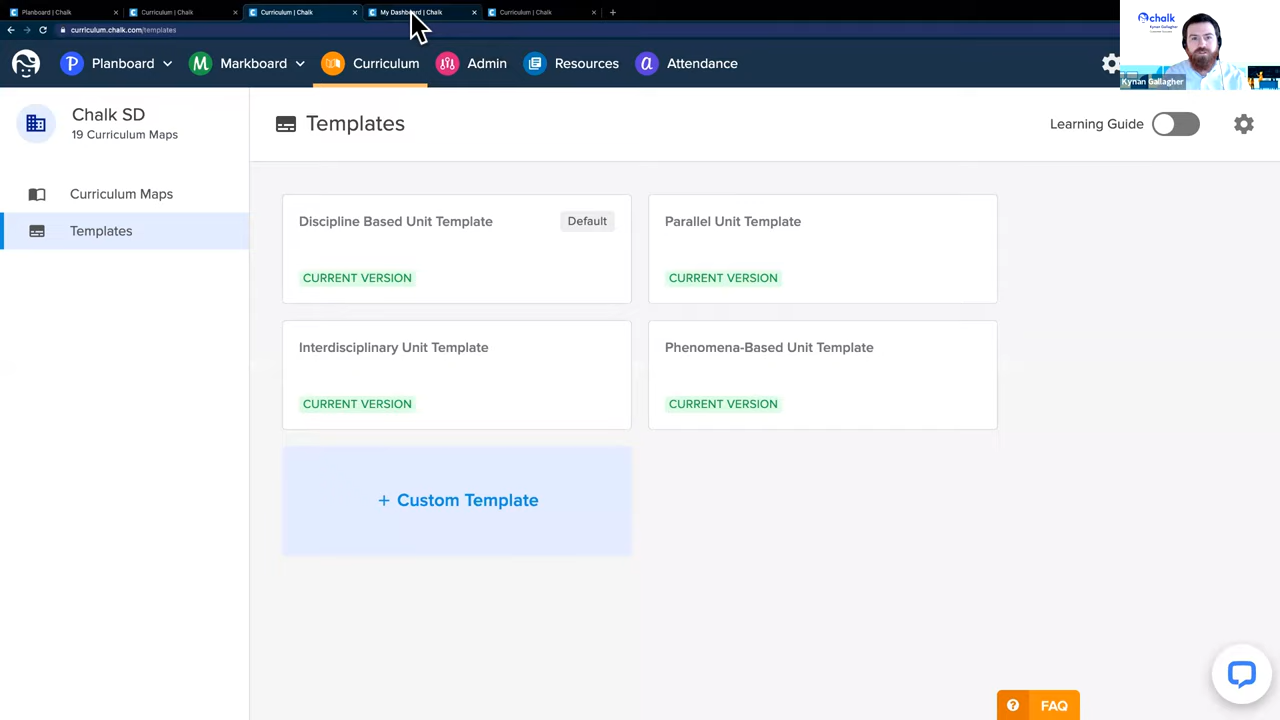 Planboard | Chalk
Curriculum | Chalk
Curriculum | Chalk
My Dashboard | Chalk
Curriculum | Chalk
curriculum.chalk.com/templates
Planboard
Markboard
Curriculum
Admin
Resources
Attendance
chalk
Kynan Gallagher
Kynan Gallagher
Chalk SD
19 Curriculum Maps
Templates
Learning Guide
Curriculum Maps
Templates
Discipline Based Unit Template
Default
CURRENT VERSION
Parallel Unit Template
CURRENT VERSION
Interdisciplinary Unit Template
CURRENT VERSION
Phenomena-Based Unit Template
CURRENT VERSION
+ Custom Template
? FAQ